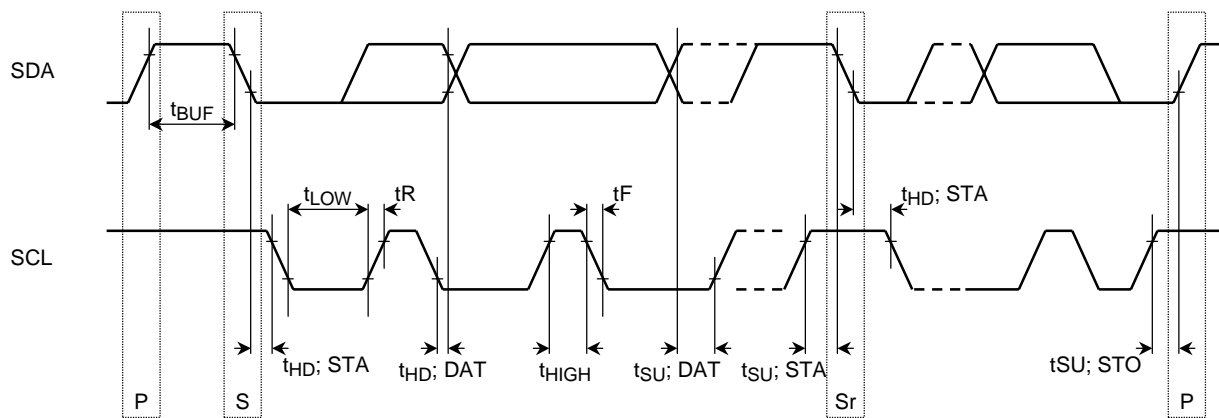 SDA
tBUF
tLOW
tR
tF
tHD; STA
SCL
tHD; STA
tHD; DAT
tHIGH
tSU; DAT
tSU; STA
tSU; STO
P
S
Sr
P